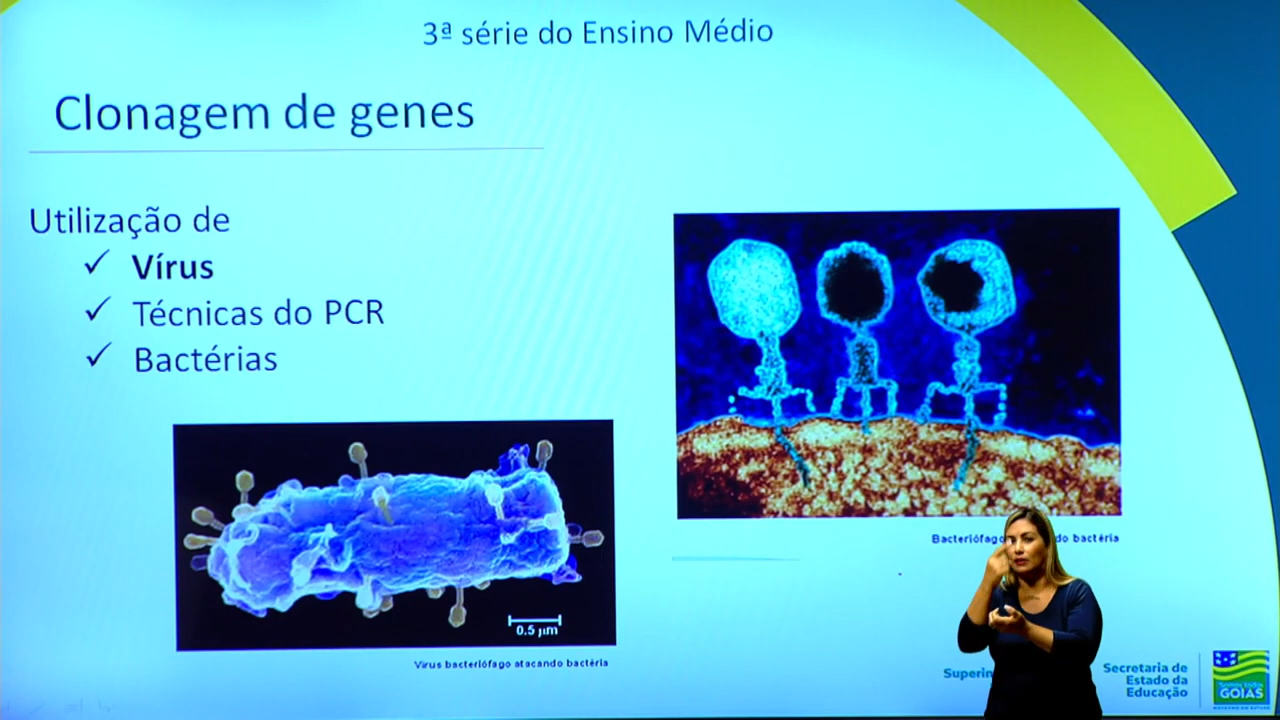 3ª série do Ensino Médio
Clonagem de genes
Utilização de
✓ Vírus
✓ Técnicas do PCR
✓ Bactérias
0.5 µm
Bacteriófago do bactéria
Vírus bacteriófago atacando bactéria
Superin
Secretaria de
Estado da
Educação
GOIÁS